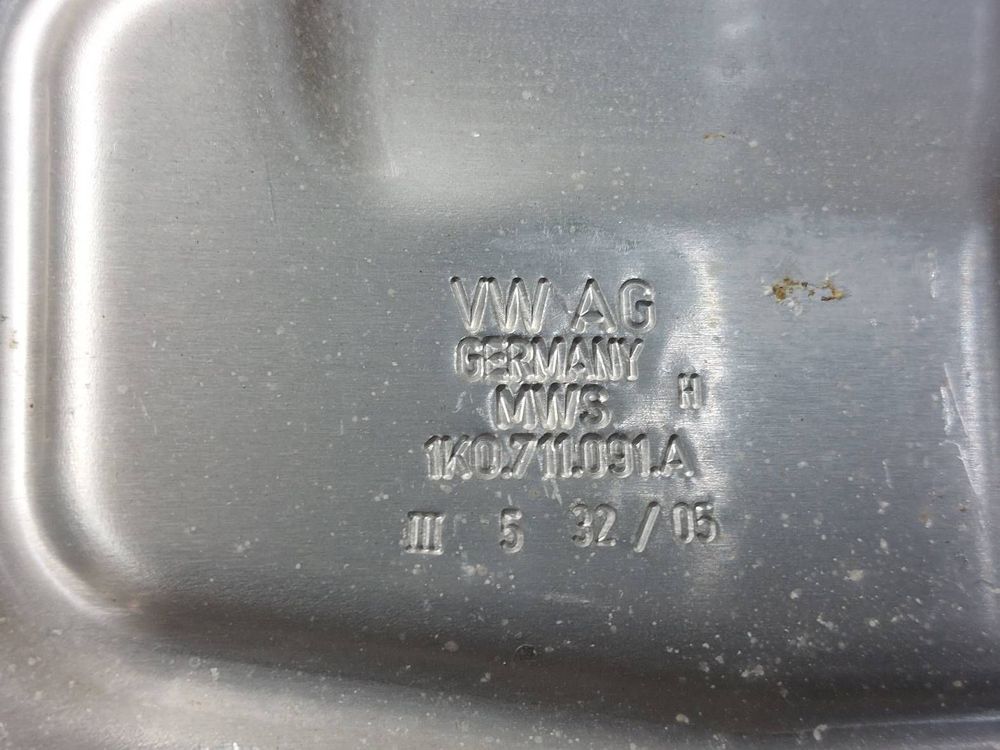 VW AG
GERMANY
MWS H
1K0.711.091.A
III 5 32/05